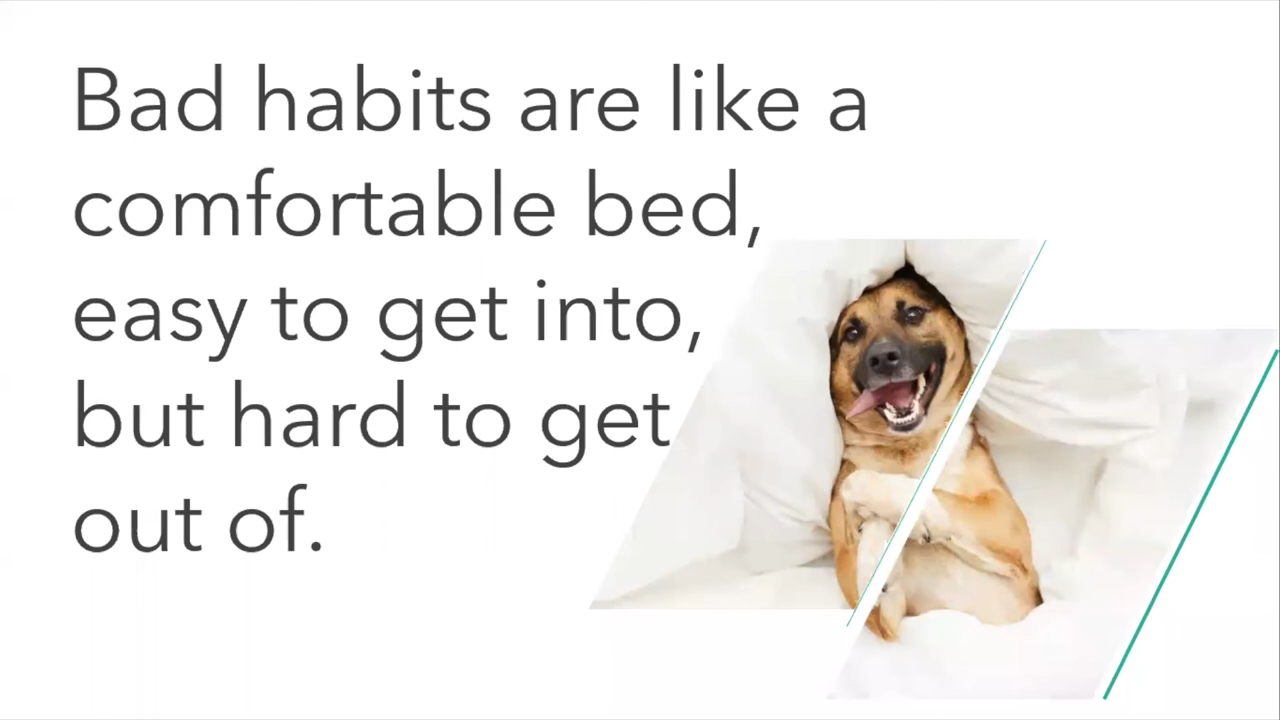 Bad habits are like a
comfortable bed,
easy to get into,
but hard to get
out of.